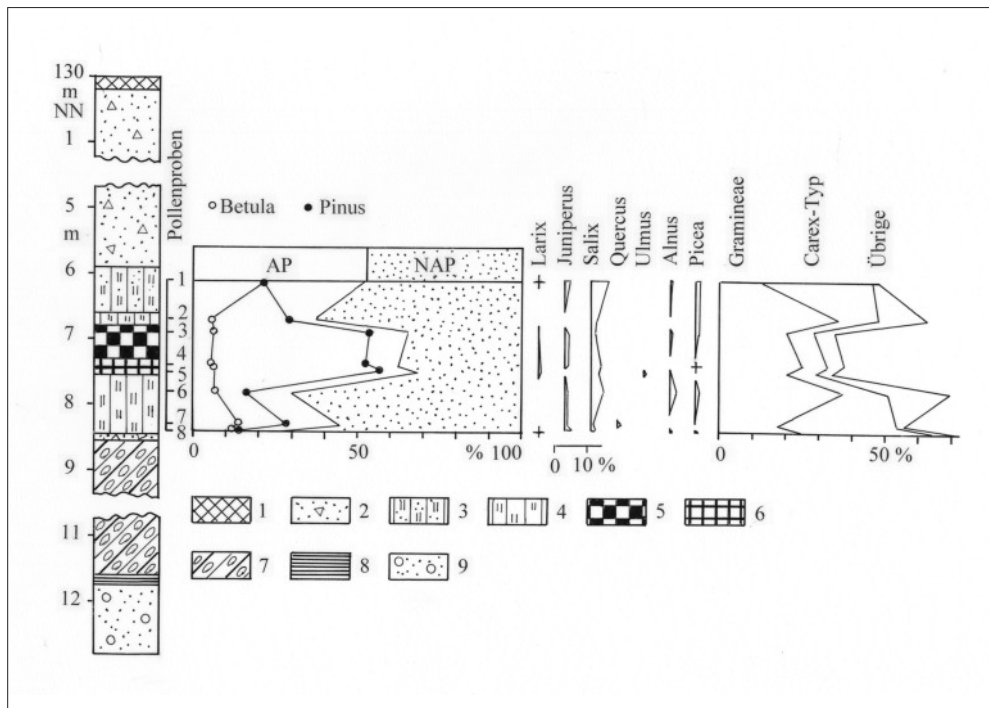 130
m
NN
1
5
m
6
7
8
9
11
12
Pollenproben
Betula
Pinus
AP
NAP
1
2
3
4
5
6
7
8
0
50
% 100
Larix
Juniperus
Salix
Quercus
Ulmus
Alnus
Picea
+
+
+
0
10 %
Gramineae
Carex-Typ
Übrige
0
50 %
1
2
3
4
5
6
7
8
9